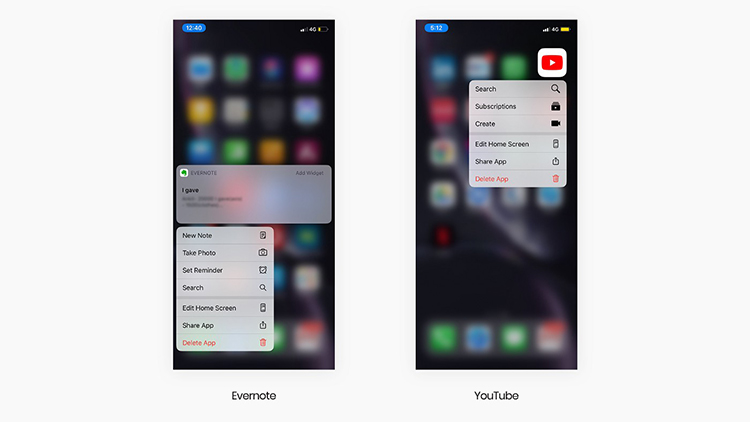 12:40
4G
EVERNOTE
Add Widget
I gave
New Note
Take Photo
Set Reminder
Search
Edit Home Screen
Share App
Delete App
Evernote
5:12
4G
Search
Subscriptions
Create
Edit Home Screen
Share App
Delete App
YouTube